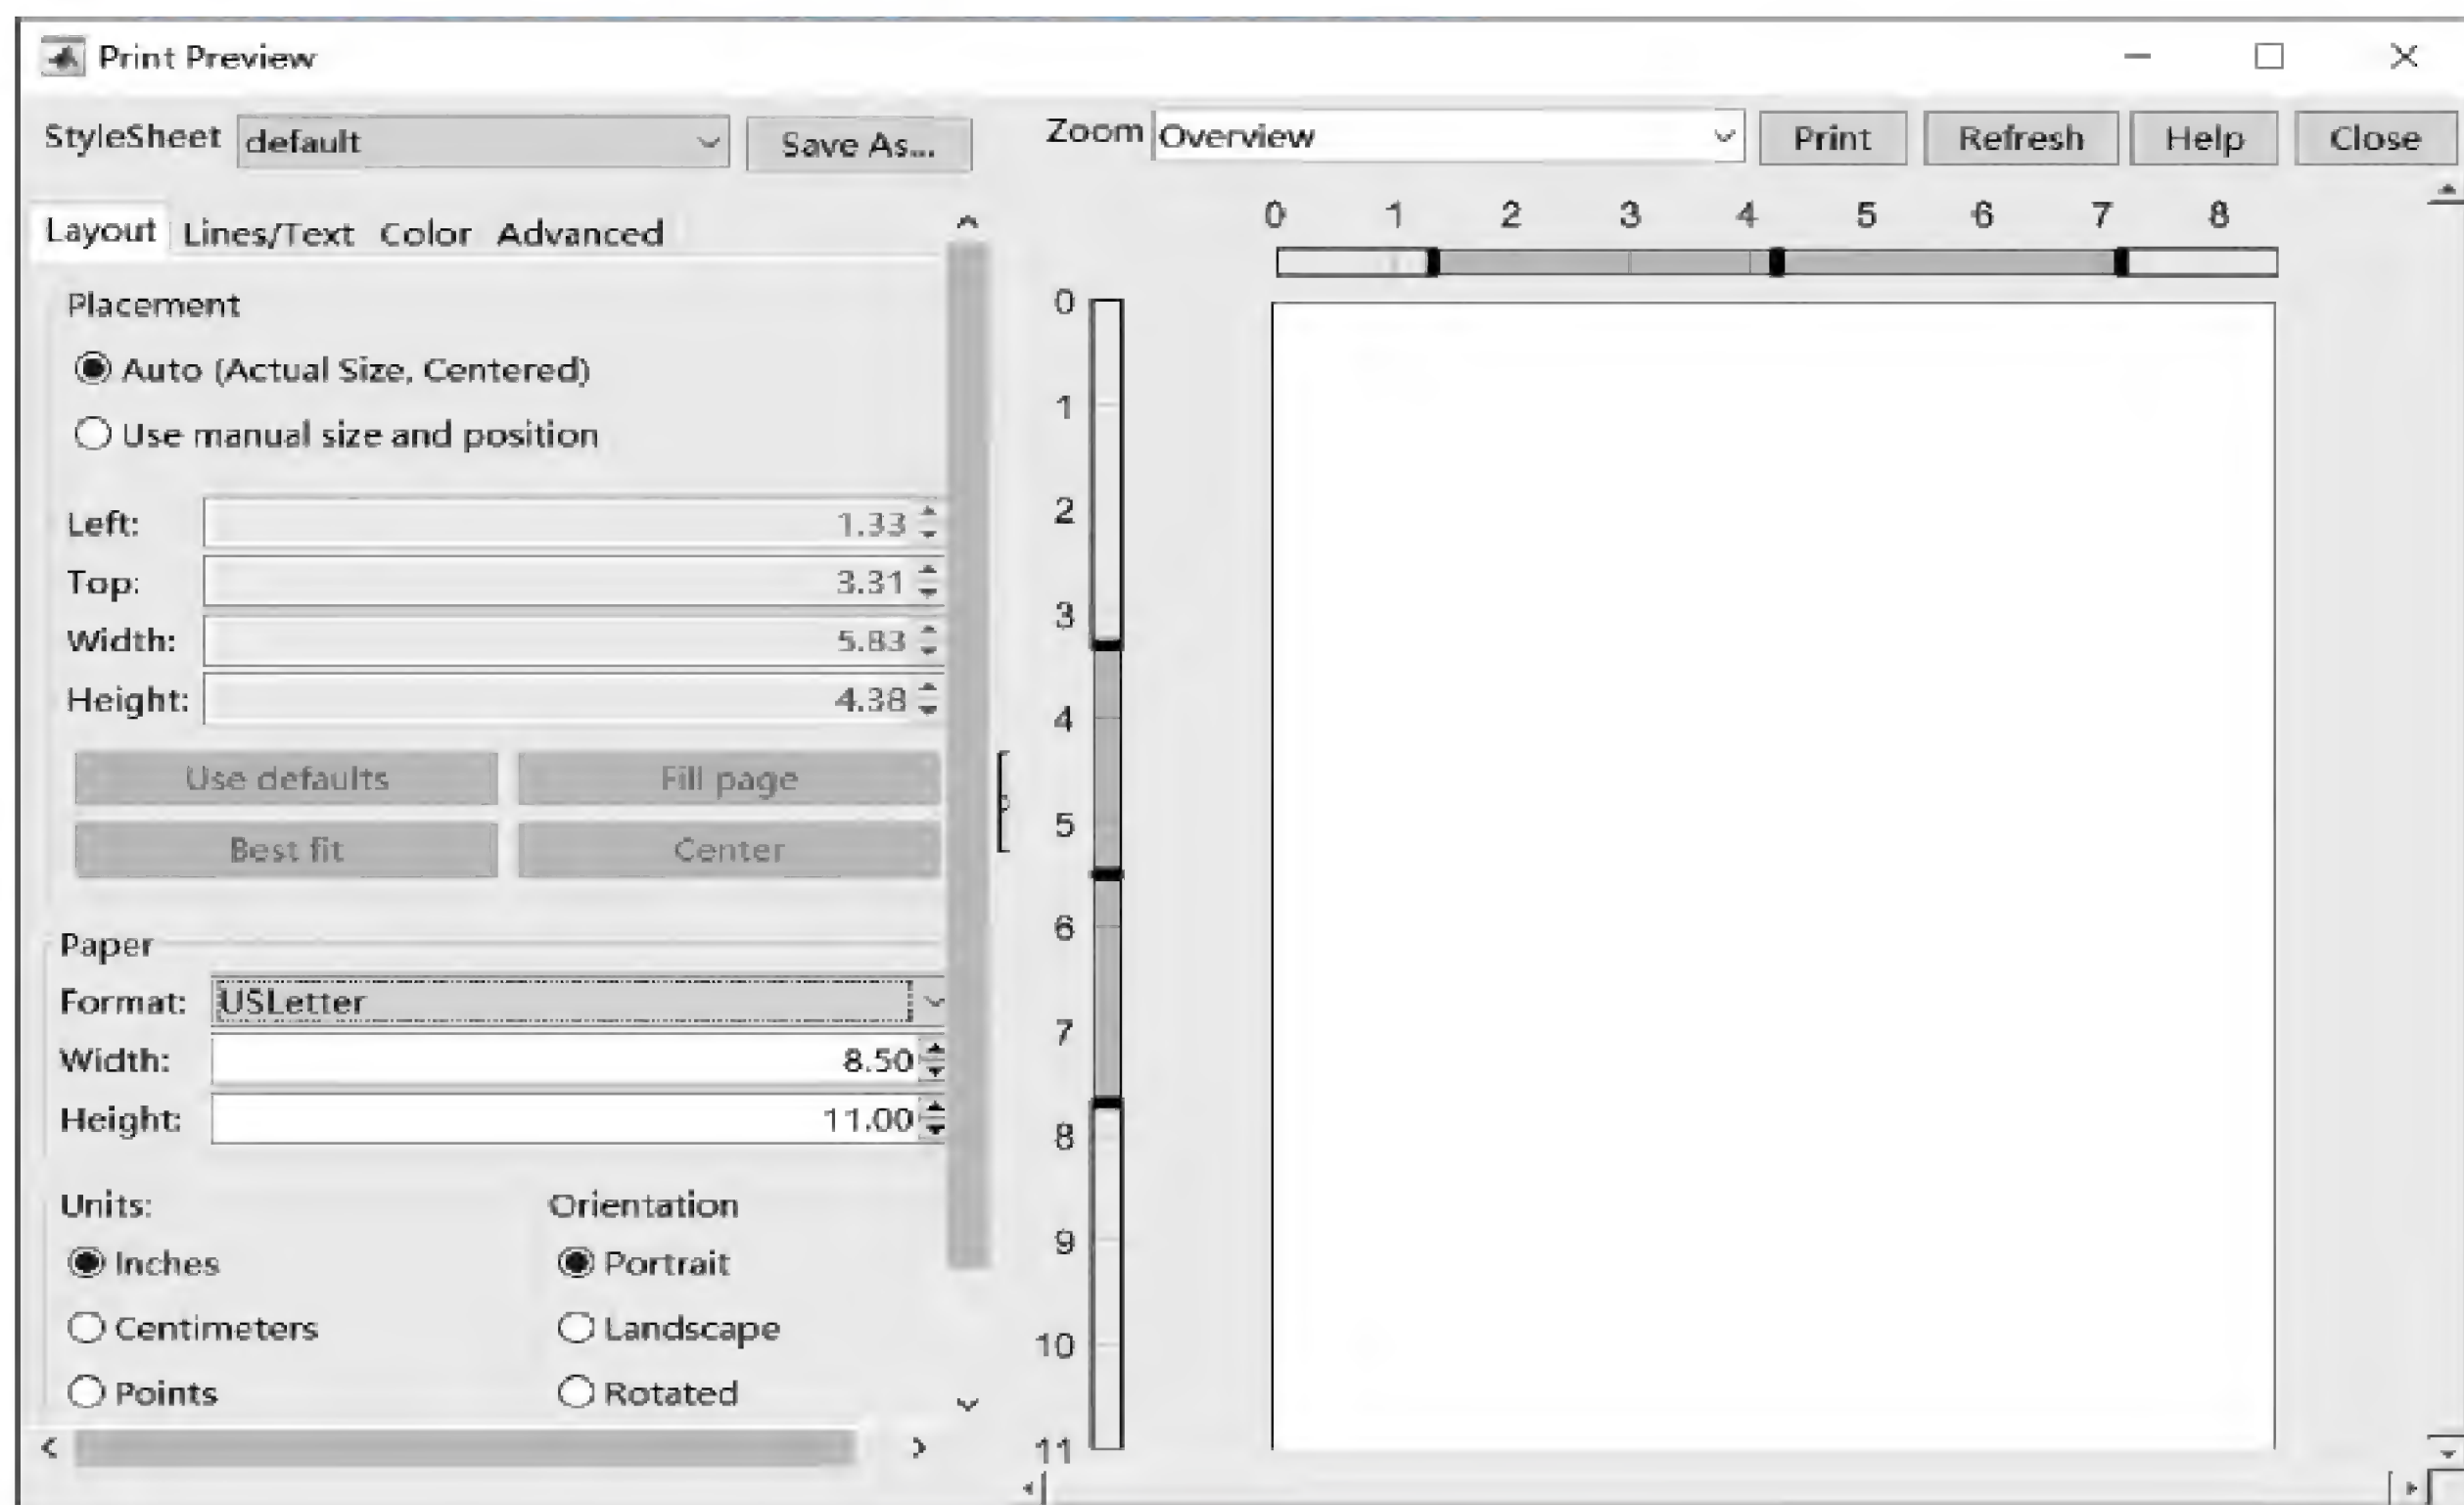 Print Preview
StyleSheet default Save As... Zoom Overview Print Refresh Help Close
Layout Lines/Text Color Advanced
0 1 2 3 4 5 6 7 8
Placement
Auto (Actual Size, Centered)
Use manual size and position
Left: 1.33
Top: 3.31
Width: 5.83
Height: 4.38
Use defaults Fill page
Best fit Center
Paper
Format: USLetter
Width: 8.50
Height: 11.00
Units: Orientation
Inches Portrait
Centimeters Landscape
Points Rotated
0
1
2
3
4
5
6
7
8
9
10
11